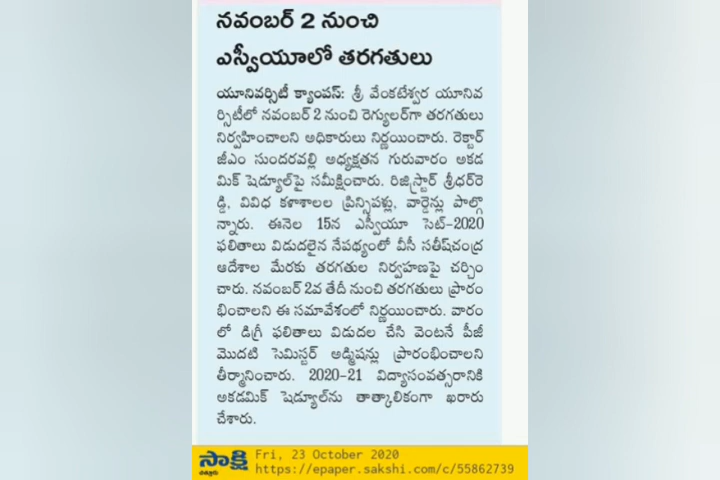 నవంబర్ 2 నుంచి
ఎస్వీయూలో తరగతులు
యూనివర్సిటీ క్యాంపస్: శ్రీ వేంకటేశ్వర యూనివ
ర్సిటీలో నవంబర్ 2 నుంచి రెగ్యులర్‌గా తరగతులు
నిర్వహించాలని అధికారులు నిర్ణయించారు. రెక్టార్
జీఎం సుందరవల్లి అధ్యక్షతన గురువారం అకడ
మిక్ షెడ్యూల్‌పై సమీక్షించారు. రిజిస్ట్రార్ శ్రీధర్‌రె
డ్డి, వివిధ కళాశాలల ప్రిన్సిపళ్లు, వార్డెన్లు పాల్గొ
న్నారు. ఈనెల 15న ఎస్వీయూ సెట్–2020
ఫలితాలు విడుదలైన నేపథ్యంలో వీసీ సతీష్‌చంద్ర
ఆదేశాల మేరకు తరగతుల నిర్వహణపై చర్చిం
చారు. నవంబర్ 2వ తేదీ నుంచి తరగతులు ప్రారం
భించాలని ఈ సమావేశంలో నిర్ణయించారు. వారం
లో డిగ్రీ ఫలితాలు విడుదల చేసి వెంటనే పీజీ
మొదటి సెమిస్టర్ అడ్మిషన్లు ప్రారంభించాలని
తీర్మానించారు. 2020-21 విద్యాసంవత్సరానికి
అకడమిక్ షెడ్యూల్‌ను తాత్కాలికంగా ఖరారు
చేశారు.
సాక్షి Fri, 23 October 2020
చిత్తూరు https://epaper.sakshi.com/c/55862739